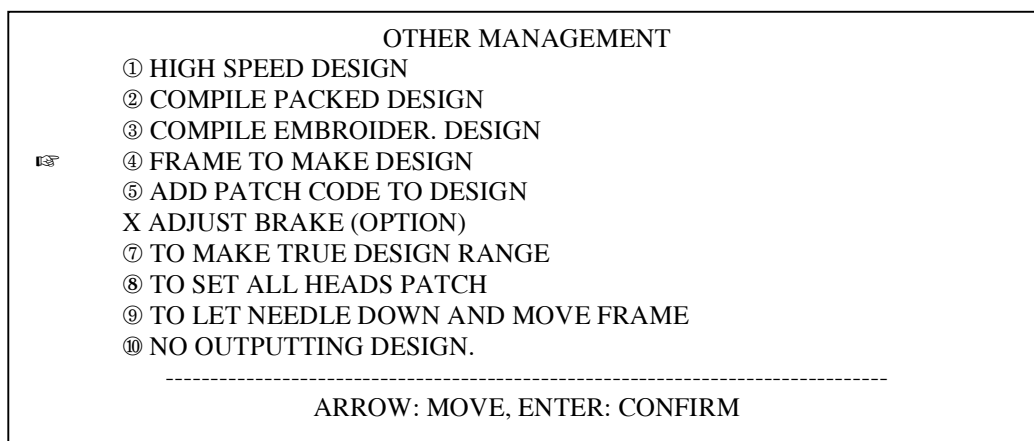 OTHER MANAGEMENT
① HIGH SPEED DESIGN
② COMPILE PACKED DESIGN
③ COMPILE EMBROIDER. DESIGN
☞ ④ FRAME TO MAKE DESIGN
⑤ ADD PATCH CODE TO DESIGN
X ADJUST BRAKE (OPTION)
⑦ TO MAKE TRUE DESIGN RANGE
⑧ TO SET ALL HEADS PATCH
⑨ TO LET NEEDLE DOWN AND MOVE FRAME
⑩ NO OUTPUTTING DESIGN.
--------------------------------------------------------------------------------
ARROW: MOVE, ENTER: CONFIRM